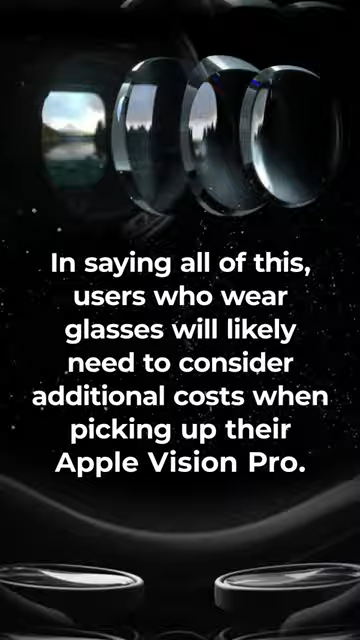 In saying all of this,
users who wear
glasses will likely
need to consider
additional costs when
picking up their
Apple Vision Pro.